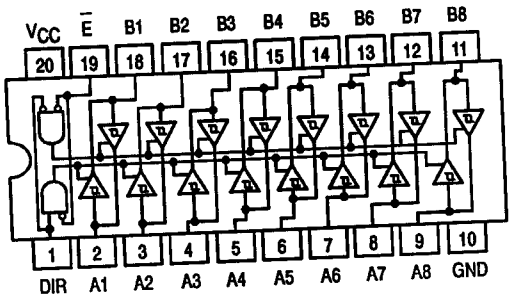 VCC E B1 B2 B3 B4 B5 B6 B7 B8
20 19 18 17 16 15 14 13 12 11
1 2 3 4 5 6 7 8 9 10
DIR A1 A2 A3 A4 A5 A6 A7 A8 GND